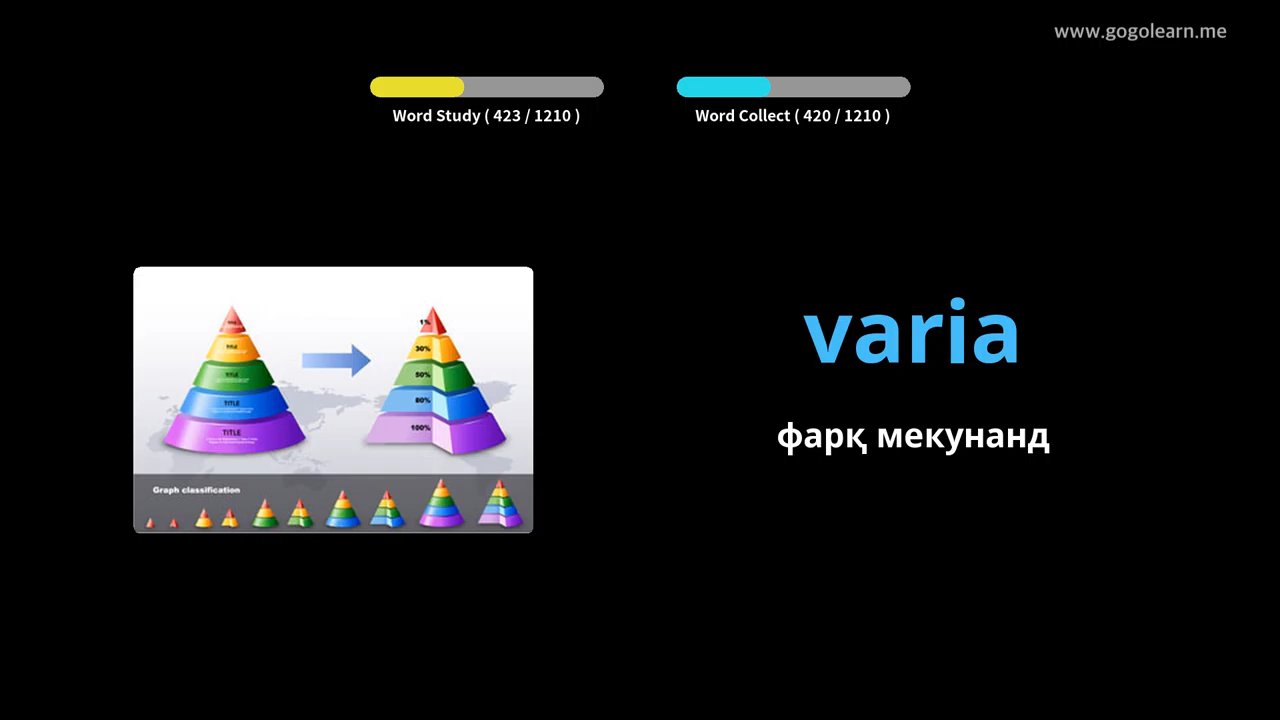 www.gogolearn.me
Word Study ( 423 / 1210 )
Word Collect ( 420 / 1210 )
varia
фарқ мекунанд
TITLE
TITLE
TITLE
TITLE
1%
30%
50%
80%
100%
Graph classification